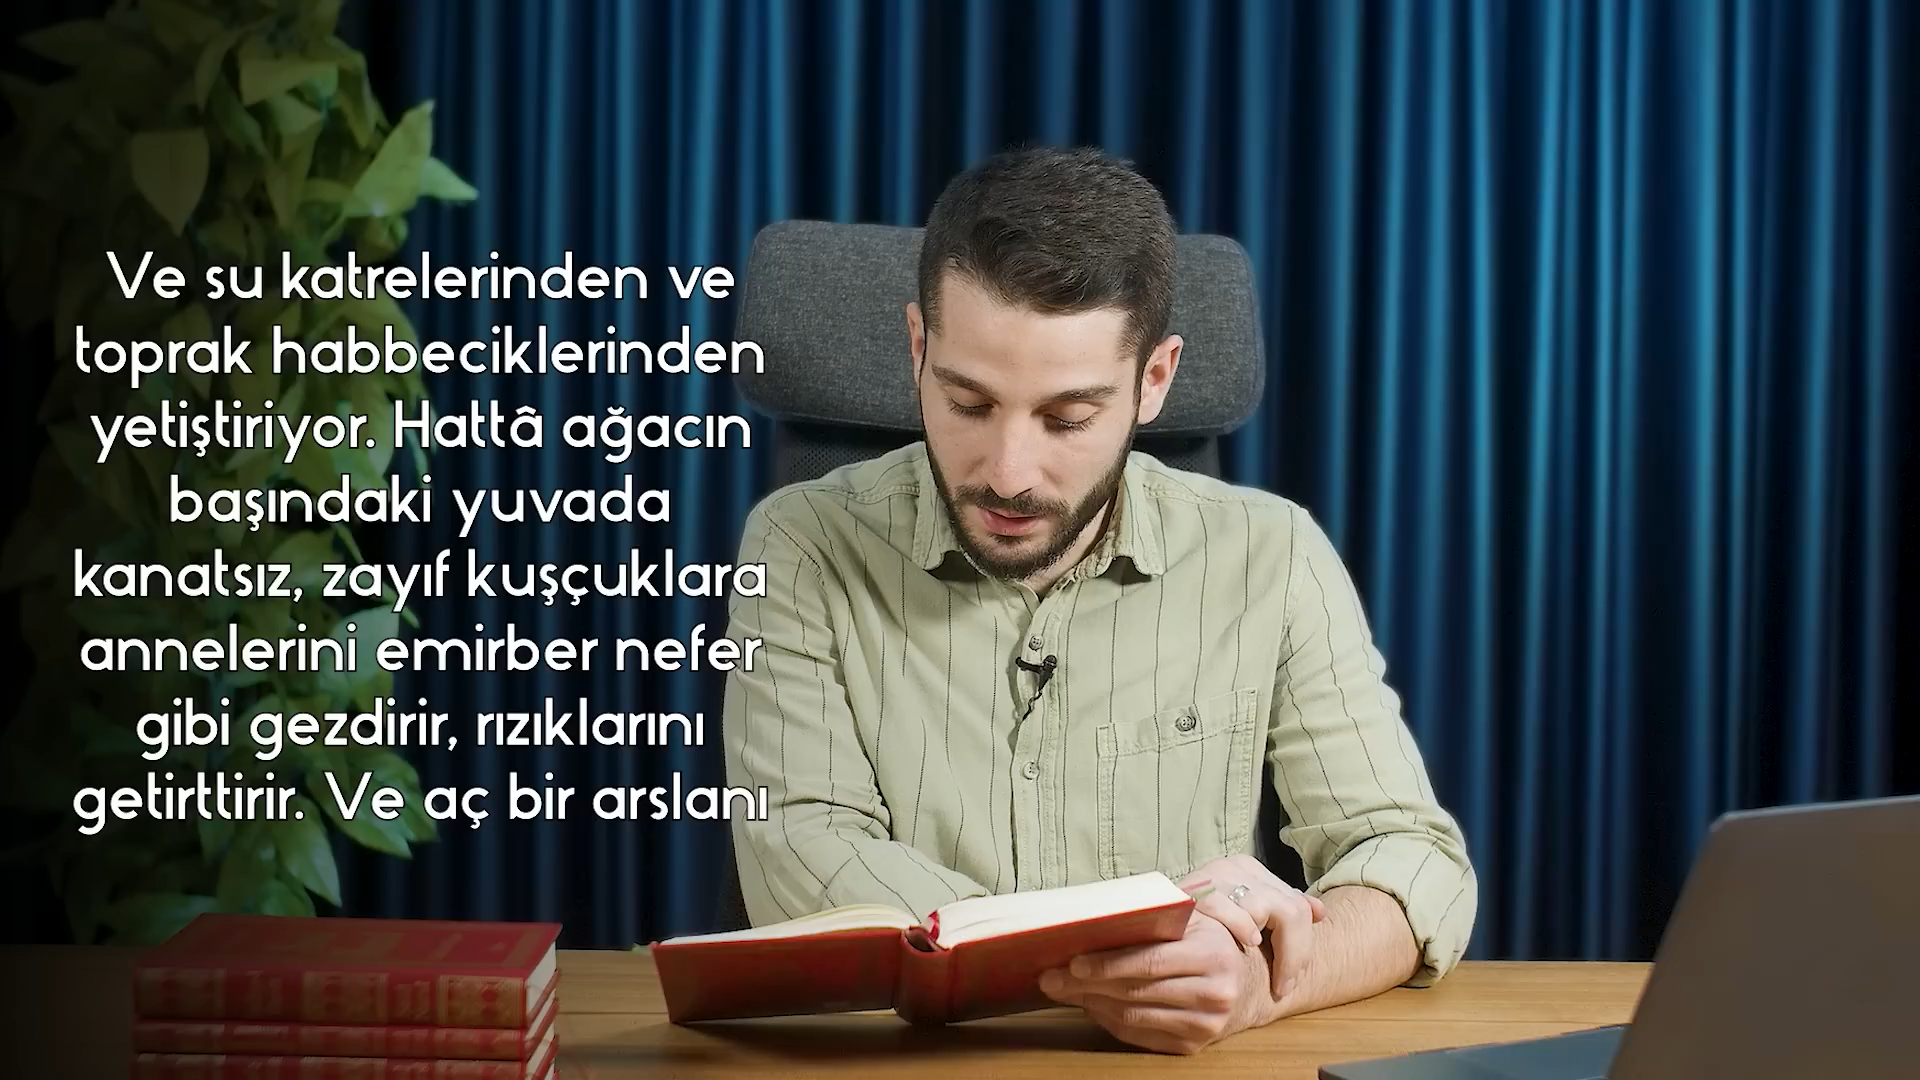 Ve su katrelerinden ve
toprak habbeciklerinden
yetiştiriyor. Hattâ ağacın
başındaki yuvada
kanatsız, zayıf kuşçuklara
annelerini emirber nefer
gibi gezdirir, rızıklarını
getirttirir. Ve aç bir arslanı